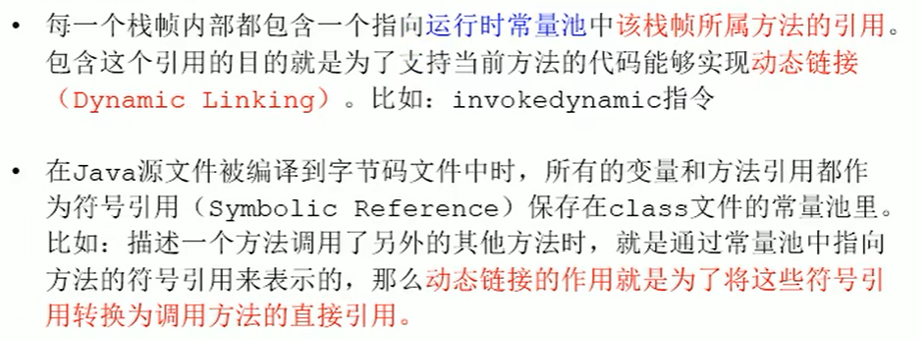 • 每一个栈帧内部都包含一个指向运行时常量池中该栈帧所属方法的引用。
包含这个引用的目的就是为了支持当前方法的代码能够实现动态链接
（Dynamic Linking）。比如：invokedynamic指令
• 在Java源文件被编译到字节码文件中时，所有的变量和方法引用都作
为符号引用（Symbolic Reference）保存在class文件的常量池里。
比如：描述一个方法调用了另外的其他方法时，就是通过常量池中指向
方法的符号引用来表示的，那么动态链接的作用就是为了将这些符号引
用转换为调用方法的直接引用。